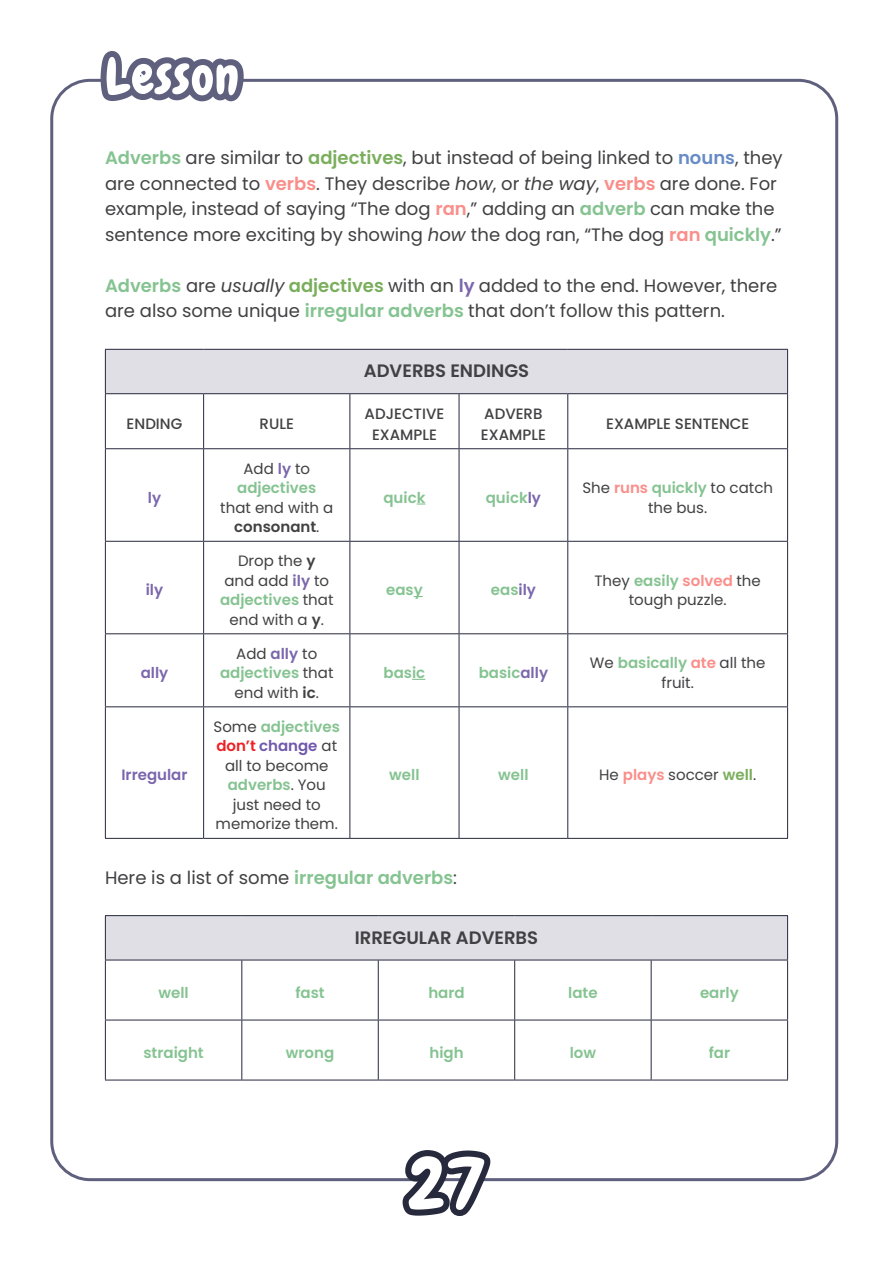 Lesson
Adverbs are similar to adjectives, but instead of being linked to nouns, they
are connected to verbs. They describe how, or the way, verbs are done. For
example, instead of saying “The dog ran,” adding an adverb can make the
sentence more exciting by showing how the dog ran, “The dog ran quickly.”
Adverbs are usually adjectives with an ly added to the end. However, there
are also some unique irregular adverbs that don’t follow this pattern.
ADVERBS ENDINGS
ENDING
RULE
ADJECTIVE
EXAMPLE
ADVERB
EXAMPLE
EXAMPLE SENTENCE
ly
Add ly to
adjectives
that end with a
consonant.
quick
quickly
She runs quickly to catch
the bus.
ily
Drop the y
and add ily to
adjectives that
end with a y.
easy
easily
They easily solved the
tough puzzle.
ally
Add ally to
adjectives that
end with ic.
basic
basically
We basically ate all the
fruit.
Irregular
Some adjectives
don’t change at
all to become
adverbs. You
just need to
memorize them.
well
well
He plays soccer well.
Here is a list of some irregular adverbs:
IRREGULAR ADVERBS
well fast hard late early
straight wrong high low far
27